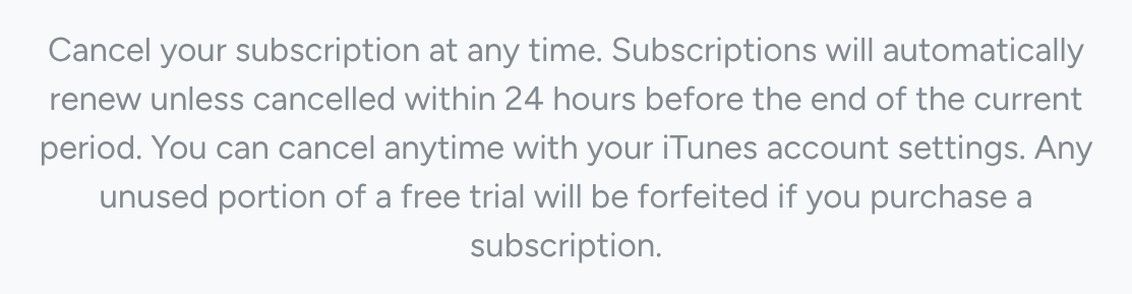 Cancel your subscription at any time. Subscriptions will automatically
renew unless cancelled within 24 hours before the end of the current
period. You can cancel anytime with your iTunes account settings. Any
unused portion of a free trial will be forfeited if you purchase a
subscription.